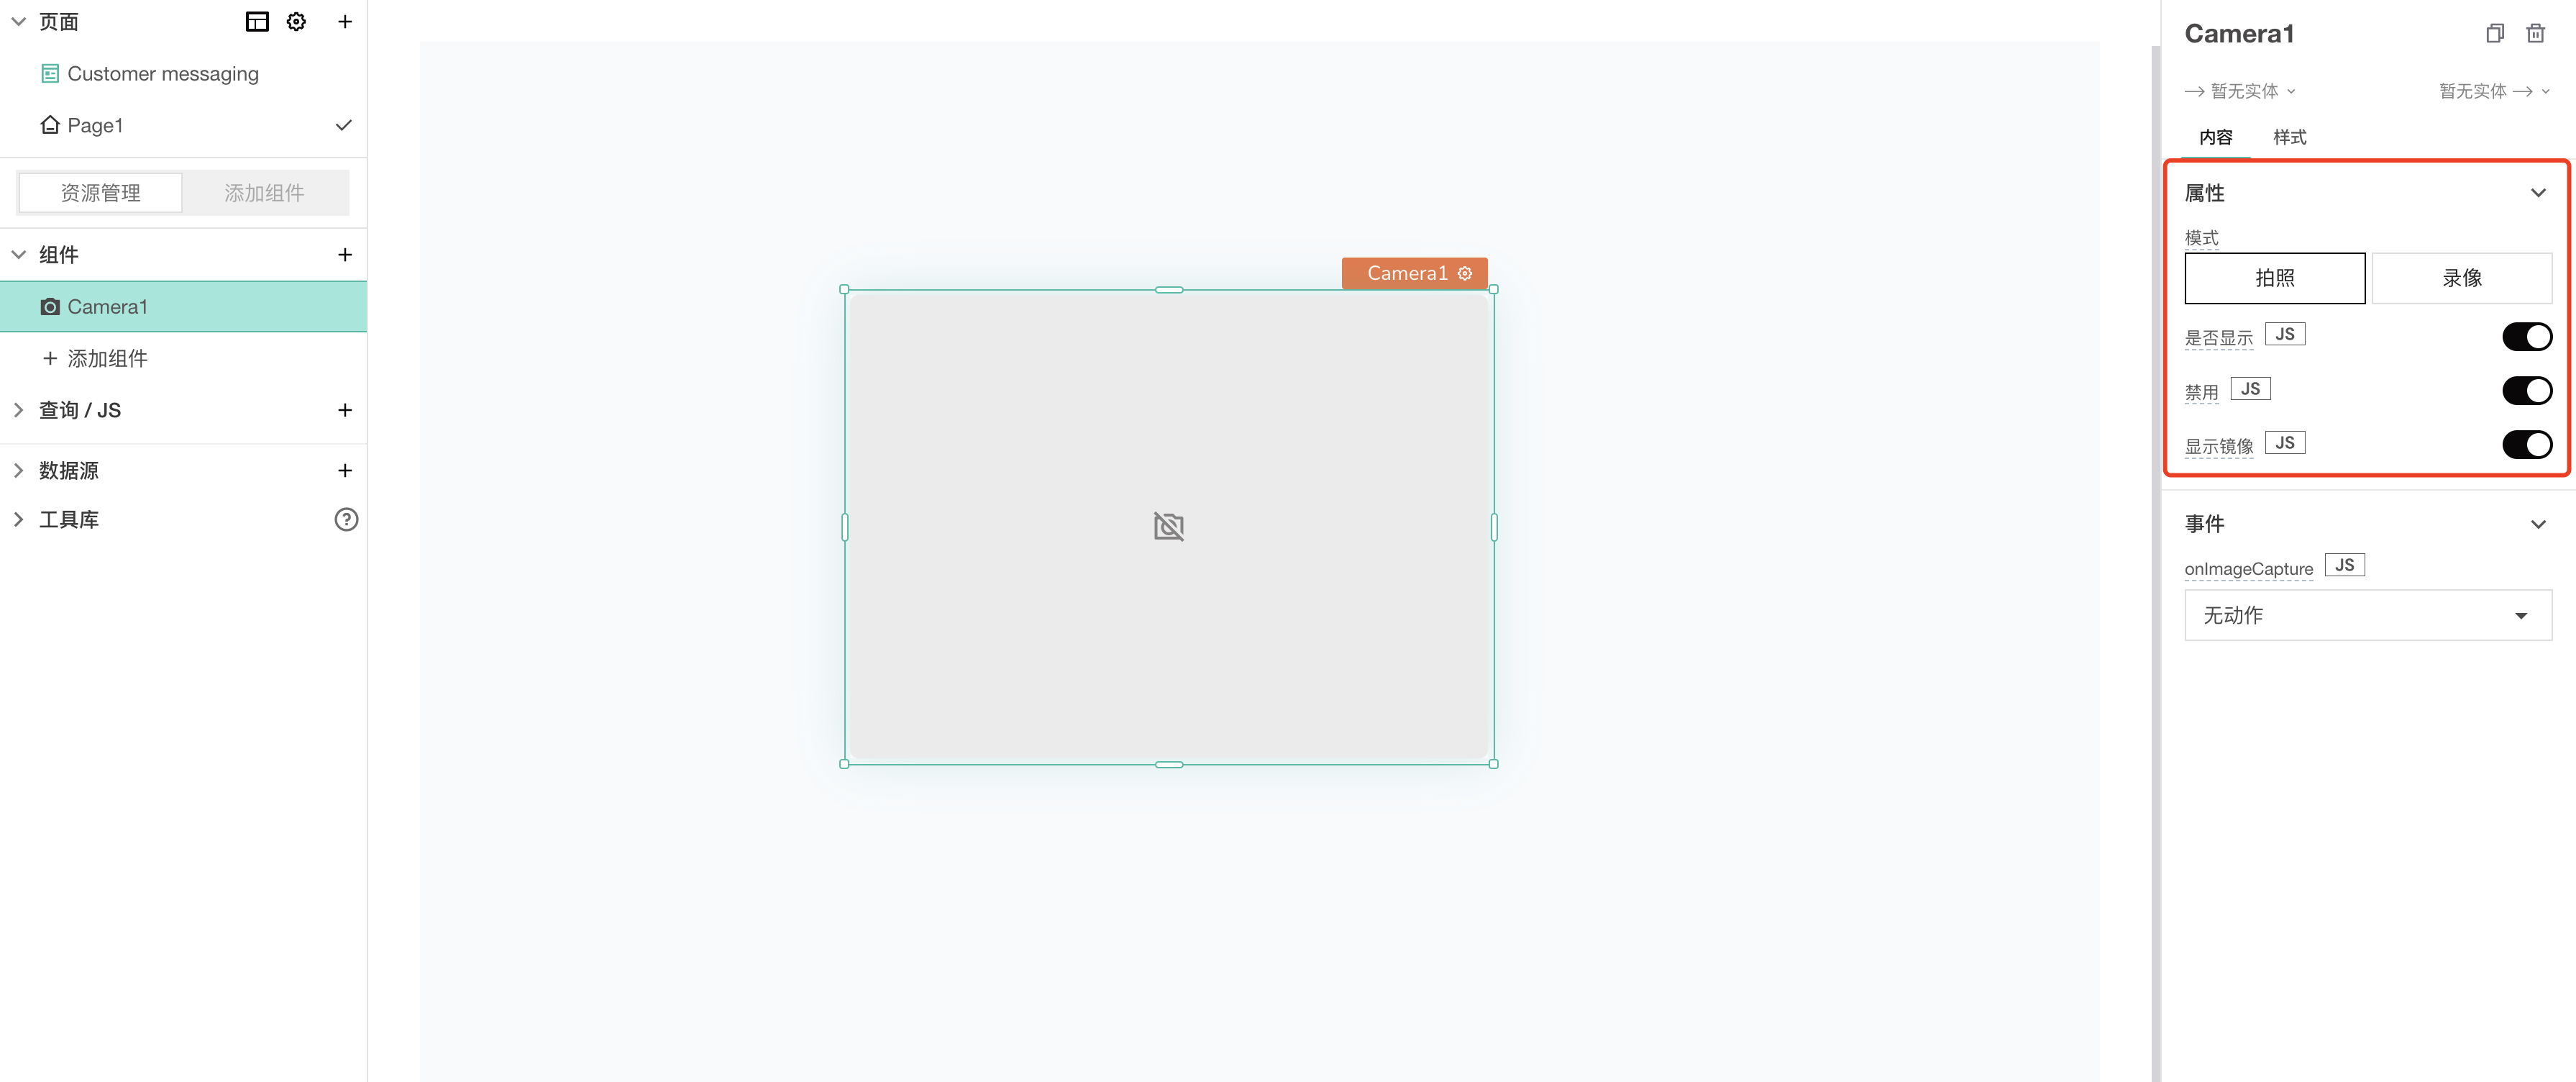 页面
Customer messaging
Page1
资源管理
添加组件
组件
Camera1
添加组件
查询 / JS
数据源
工具库
Camera1
Camera1
暂无实体
暂无实体
内容
样式
属性
模式
拍照
录像
是否显示 JS
禁用 JS
显示镜像 JS
事件
onImageCapture JS
无动作